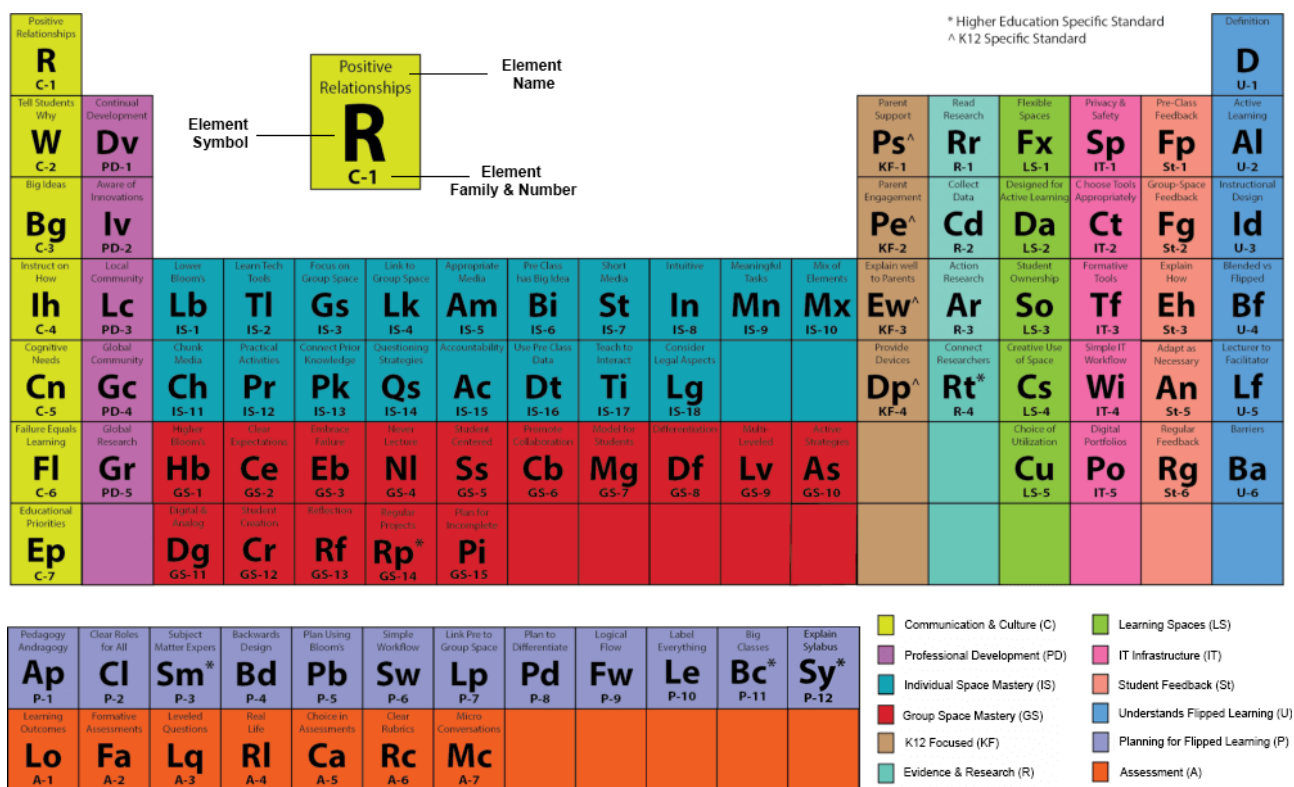 * Higher Education Specific Standard
^ K12 Specific Standard
Positive
Relationships
R
C-1
Element
Name
Element
Symbol
Element
Family & Number
Positive
Relationships
R
C-1
Definition
D
U-1
Tell Students
Why
W
C-2
Continual
Development
Dv
PD-1
Parent
Support
Ps^
KF-1
Read
Research
Rr
R-1
Flexible
Spaces
Fx
LS-1
Privacy &
Safety
Sp
IT-1
Pre-Class
Feedback
Fp
St-1
Active
Learning
Al
U-2
Big Ideas
Bg
C-3
Aware of
Innovations
Iv
PD-2
Parent
Engagement
Pe^
KF-2
Collect
Data
Cd
R-2
Designed for
Active Learning
Da
LS-2
Choose Tools
Appropriately
Ct
IT-2
Group-Space
Feedback
Fg
St-2
Instructional
Design
Id
U-3
Instruct on
How
Ih
C-4
Local
Community
Lc
PD-3
Lower
Bloom's
Lb
IS-1
Learn Tech
Tools
Tl
IS-2
Focus on
Group Space
Gs
IS-3
Link to
Group Space
Lk
IS-4
Appropriate
Media
Am
IS-5
Pre Class
has Big Idea
Bi
IS-6
Short
Media
St
IS-7
Intuitive
In
IS-8
Meaningful
Tasks
Mn
IS-9
Mix of
Elements
Mx
IS-10
Explain well
to Parents
Ew^
KF-3
Action
Research
Ar
R-3
Student
Ownership
So
LS-3
Formative
Tools
Tf
IT-3
Explain
How
Eh
St-3
Blended vs
Flipped
Bf
U-4
Cognitive
Needs
Cn
C-5
Global
Community
Gc
PD-4
Chunk
Media
Ch
IS-11
Practical
Activities
Pr
IS-12
Connect Prior
Knowledge
Pk
IS-13
Questioning
Strategies
Qs
IS-14
Accountability
Ac
IS-15
Use Pre Class
Data
Dt
IS-16
Teach to
Interact
Ti
IS-17
Consider
Legal Aspects
Lg
IS-18
Provide
Devices
Dp^
KF-4
Connect
Researchers
Rt*
R-4
Creative Use
of Space
Cs
LS-4
Simple IT
Workflow
Wi
IT-4
Adapt as
Necessary
An
St-5
Lecturer to
Facilitator
Lf
U-5
Failure Equals
Learning
Fl
C-6
Global
Research
Gr
PD-5
Higher
Bloom's
Hb
GS-1
Clear
Expectations
Ce
GS-2
Embrace
Failure
Eb
GS-3
Never
Lecture
Nl
GS-4
Student
Centered
Ss
GS-5
Promote
Collaboration
Cb
GS-6
Model for
Students
Mg
GS-7
Differentiation
Df
GS-8
Multi-
Leveled
Lv
GS-9
Active
Strategies
As
GS-10
Choice of
Utilization
Cu
LS-5
Digital
Portfolios
Po
IT-5
Regular
Feedback
Rg
St-6
Barriers
Ba
U-6
Educational
Priorities
Ep
C-7
Digital &
Analog
Dg
GS-11
Student
Creation
Cr
GS-12
Reflection
Rf
GS-13
Regular
Projects
Rp*
GS-14
Plan for
Incomplete
Pi
GS-15
Pedagogy
Andragogy
Ap
P-1
Clear Roles
for All
Cl
P-2
Subject
Matter Expers
Sm*
P-3
Backwards
Design
Bd
P-4
Plan Using
Bloom's
Pb
P-5
Simple
Workflow
Sw
P-6
Link Pre to
Group Space
Lp
P-7
Plan to
Differentiate
Pd
P-8
Logical
Flow
Fw
P-9
Label
Everything
Le
P-10
Big
Classes
Bc*
P-11
Explain
Sylabus
Sy*
P-12
Learning
Outcomes
Lo
A-1
Formative
Assessments
Fa
A-2
Leveled
Questions
Lq
A-3
Real
Life
Rl
A-4
Choice in
Assessments
Ca
A-5
Clear
Rubrics
Rc
A-6
Micro
Conversations
Mc
A-7
Communication & Culture (C)
Professional Development (PD)
Individual Space Mastery (IS)
Group Space Mastery (GS)
K12 Focused (KF)
Evidence & Research (R)
Learning Spaces (LS)
IT Infrastructure (IT)
Student Feedback (St)
Understands Flipped Learning (U)
Planning for Flipped Learning (P)
Assessment (A)